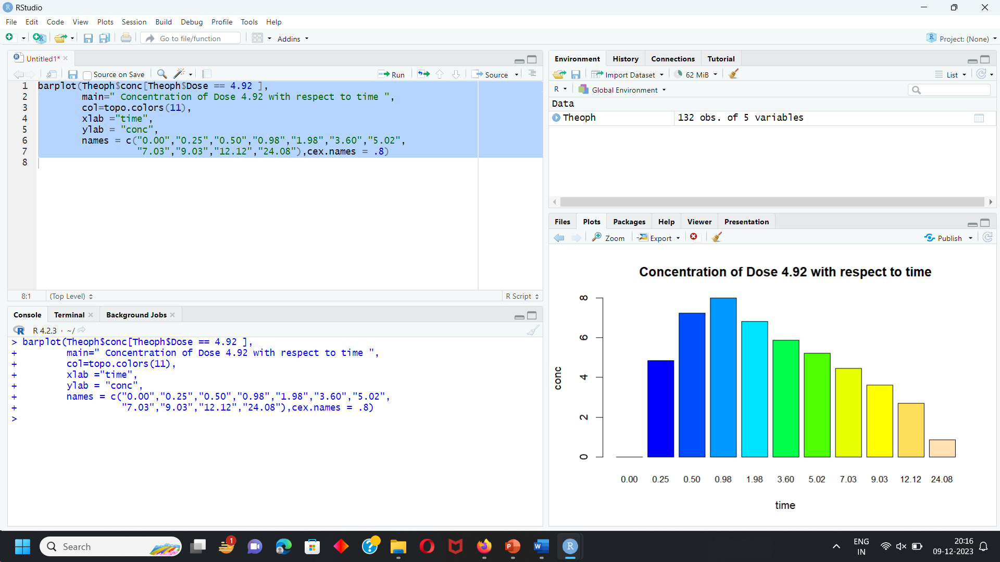 RStudio
File Edit Code View Plots Session Build Debug Profile Tools Help
Go to file/function Addins Project: (None)
Untitled1*
Source on Save Run Source
1 barplot(Theoph$conc[Theoph$Dose == 4.92 ],
2 main=" Concentration of Dose 4.92 with respect to time ",
3 col=topo.colors(11),
4 xlab ="time",
5 ylab = "conc",
6 names = c("0.00","0.25","0.50","0.98","1.98","3.60","5.02",
7 "7.03","9.03","12.12","24.08"),cex.names = .8)
8
8:1 (Top Level) R Script
Console Terminal Background Jobs
R 4.2.3 · ~/
> barplot(Theoph$conc[Theoph$Dose == 4.92 ],
+ main=" Concentration of Dose 4.92 with respect to time ",
+ col=topo.colors(11),
+ xlab ="time",
+ ylab = "conc",
+ names = c("0.00","0.25","0.50","0.98","1.98","3.60","5.02",
+ "7.03","9.03","12.12","24.08"),cex.names = .8)
>
Environment History Connections Tutorial
Import Dataset 62 MiB List
R Global Environment
Data
Theoph 132 obs. of 5 variables
Files Plots Packages Help Viewer Presentation
Zoom Export Publish
Concentration of Dose 4.92 with respect to time
8
6
4
2
0
conc
0.00 0.25 0.50 0.98 1.98 3.60 5.02 7.03 9.03 12.12 24.08
time
Search 1 ENG 20:16
IN 09-12-2023